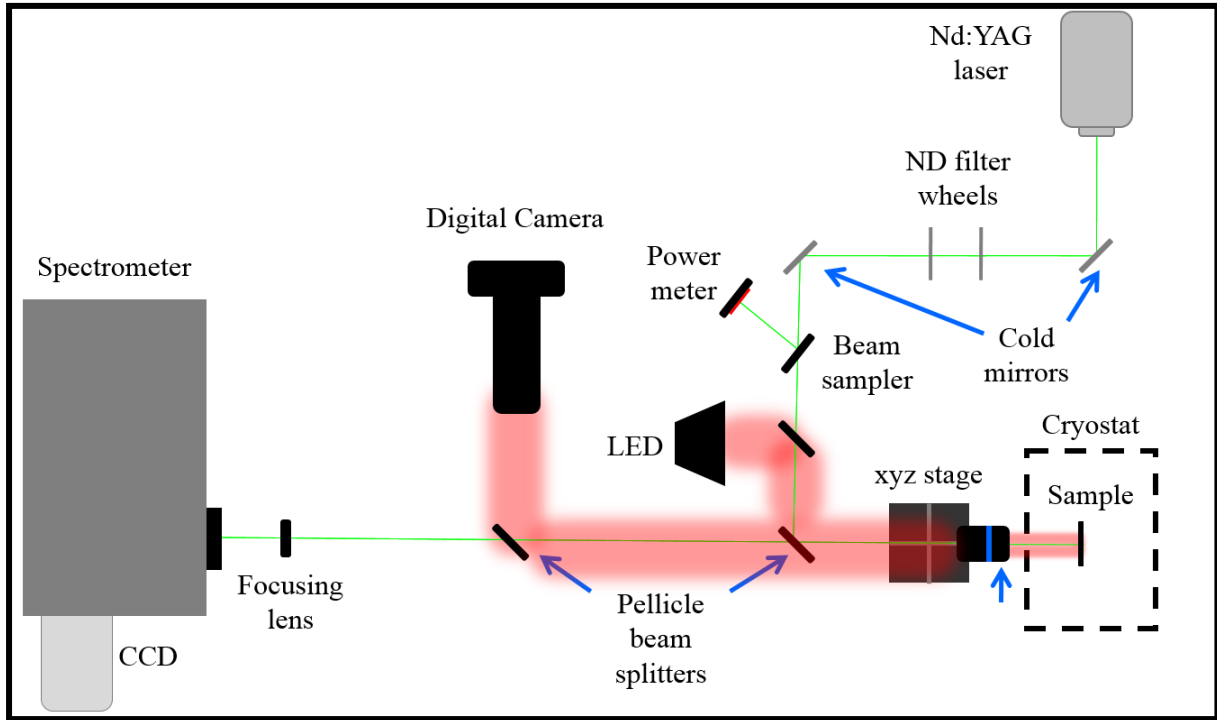 Nd:YAG
laser
ND filter
wheels
Digital Camera
Power
meter
Spectrometer
Cold
mirrors
Beam
sampler
Cryostat
LED
xyz stage
Sample
Focusing
lens
Pellicle
beam
splitters
CCD